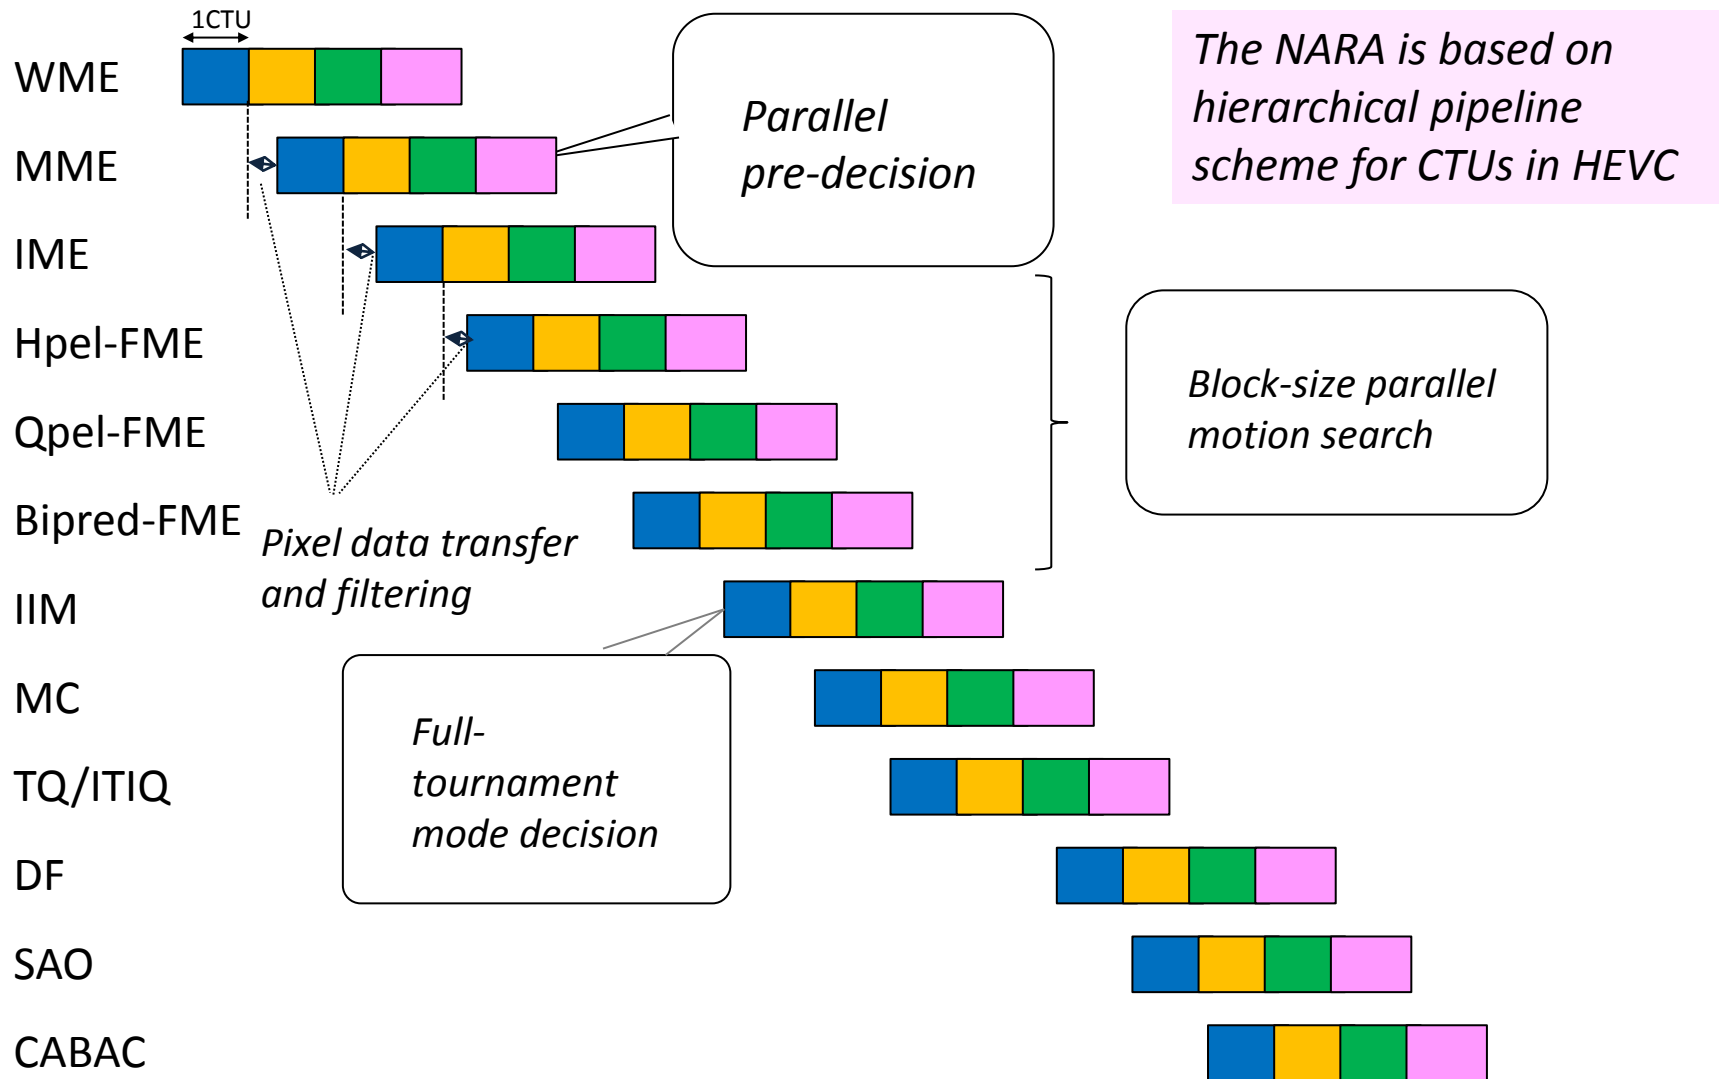 1CTU
WME
MME
IME
Hpel-FME
Qpel-FME
Bipred-FME
IIM
MC
TQ/ITIQ
DF
SAO
CABAC
Parallel
pre-decision
The NARA is based on
hierarchical pipeline
scheme for CTUs in HEVC
Block-size parallel
motion search
Pixel data transfer
and filtering
Full-
tournament
mode decision